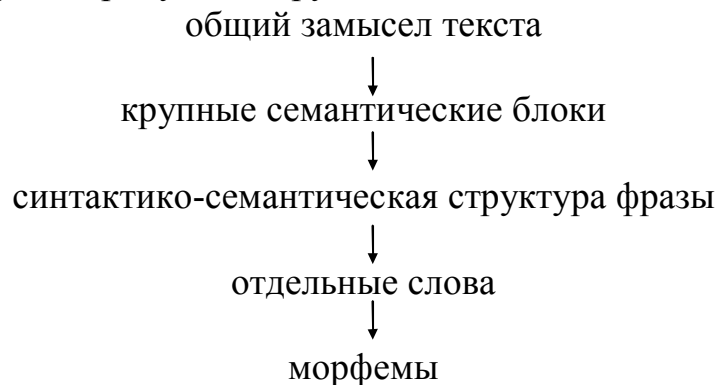 общий замысел текста
крупные семантические блоки
синтактико-семантическая структура фразы
отдельные слова
морфемы